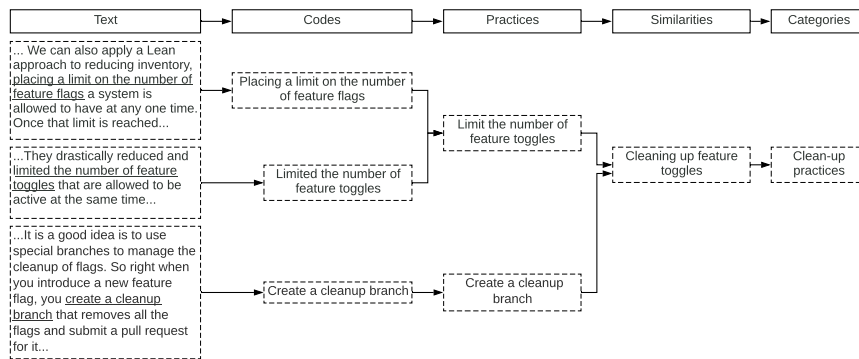 Text
Codes
Practices
Similarities
Categories
... We can also apply a Lean
approach to reducing inventory,
placing a limit on the number of
feature flags a system is
allowed to have at any one time.
Once that limit is reached...
Placing a limit on the number
of feature flags
Limit the number of
feature toggles
...They drastically reduced and
limited the number of feature
toggles that are allowed to be
active at the same time...
Limited the number of
feature toggles
Cleaning up feature
toggles
Clean-up
practices
...It is a good idea is to use
special branches to manage the
cleanup of flags. So right when
you introduce a new feature
flag, you create a cleanup
branch that removes all the
flags and submit a pull request
for it...
Create a cleanup branch
Create a cleanup
branch